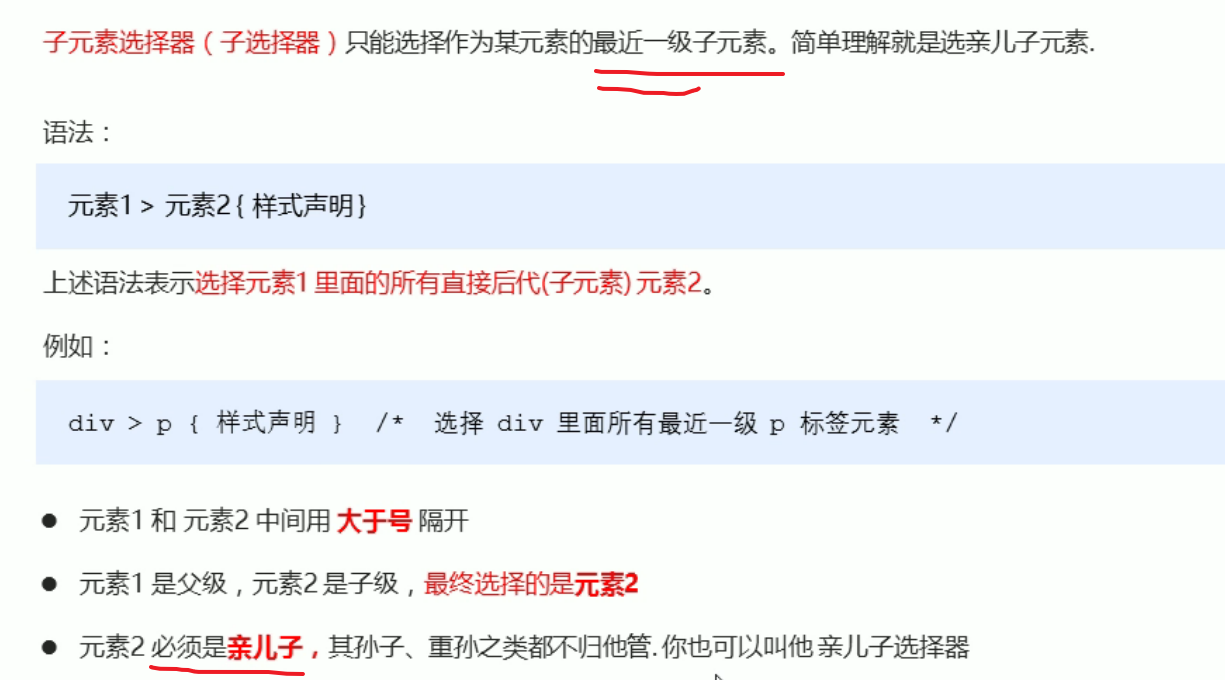 子元素选择器（子选择器）只能选择作为某元素的最近一级子元素。简单理解就是选亲儿子元素.
语法：
元素1 > 元素2{ 样式声明 }
上述语法表示选择元素1 里面的所有直接后代(子元素) 元素2。
例如：
div > p { 样式声明 } /* 选择 div 里面所有最近一级 p 标签元素 */
● 元素1 和 元素2 中间用 大于号 隔开
● 元素1 是父级，元素2 是子级，最终选择的是元素2
● 元素2 必须是亲儿子，其孙子、重孙之类都不归他管. 你也可以叫他 亲儿子选择器